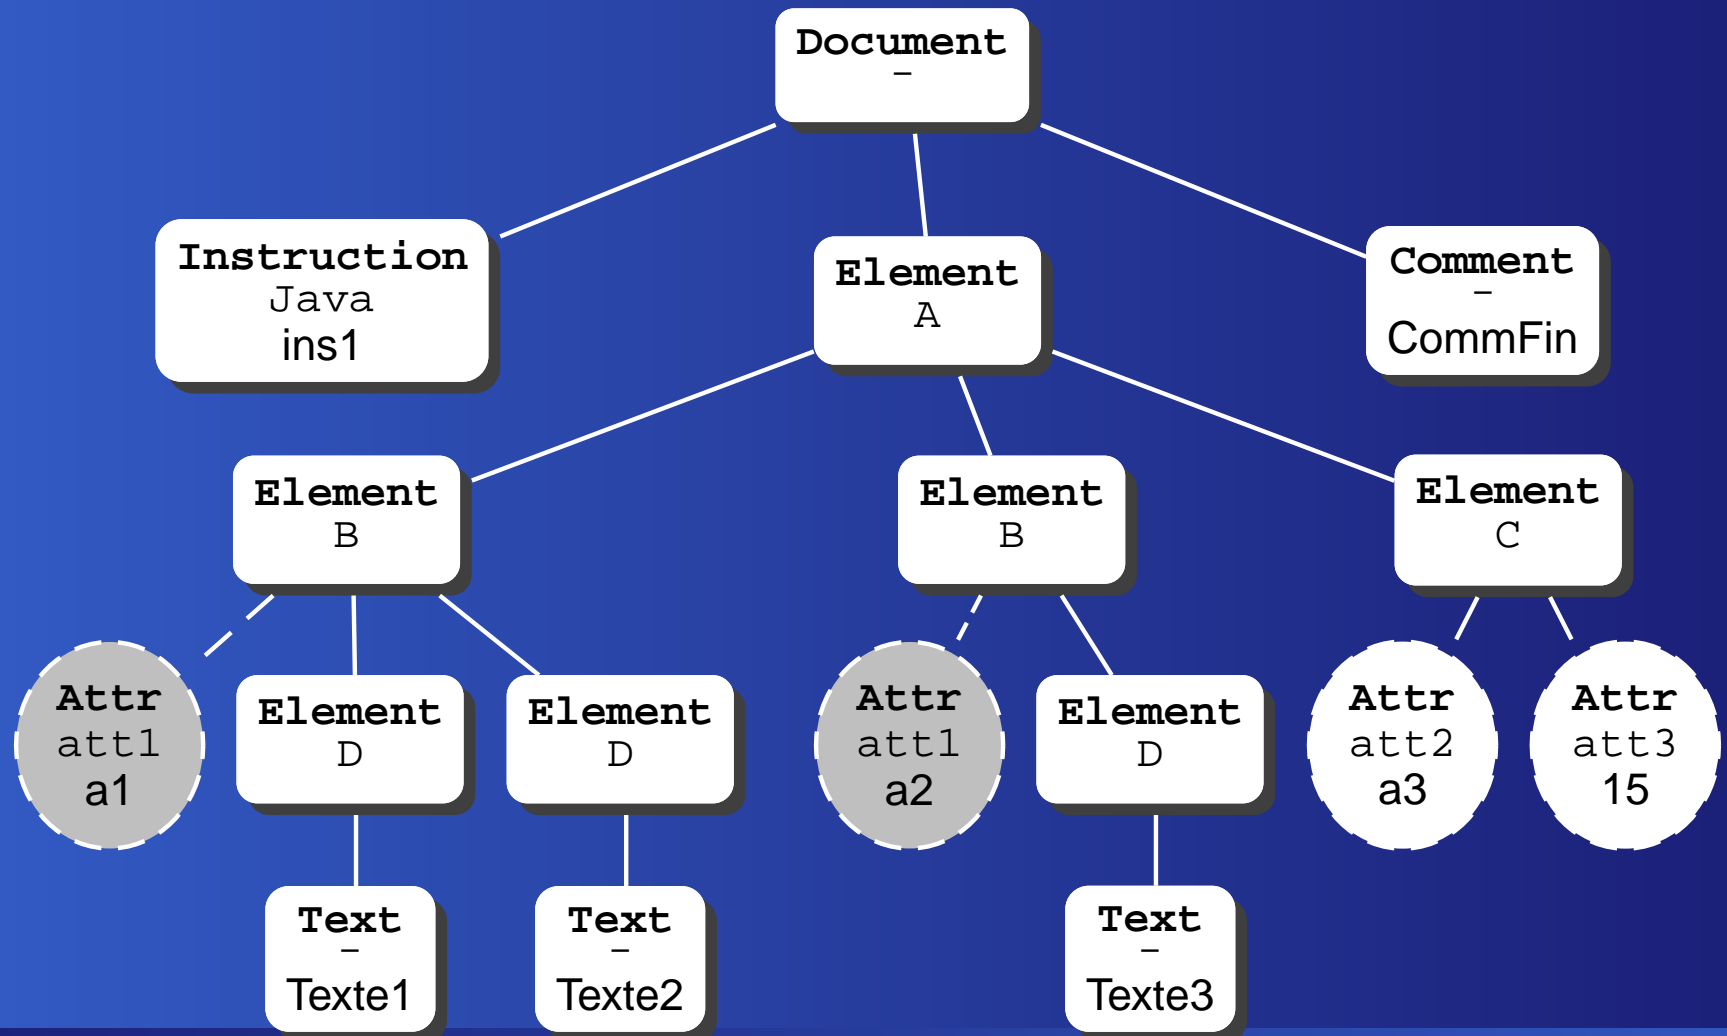 Document
–
Instruction
Java
ins1
Element
A
Comment
–
CommFin
Element
B
Element
B
Element
C
Attr
att1
a1
Element
D
Element
D
Attr
att1
a2
Element
D
Attr
att2
a3
Attr
att3
15
Text
–
Texte1
Text
–
Texte2
Text
–
Texte3